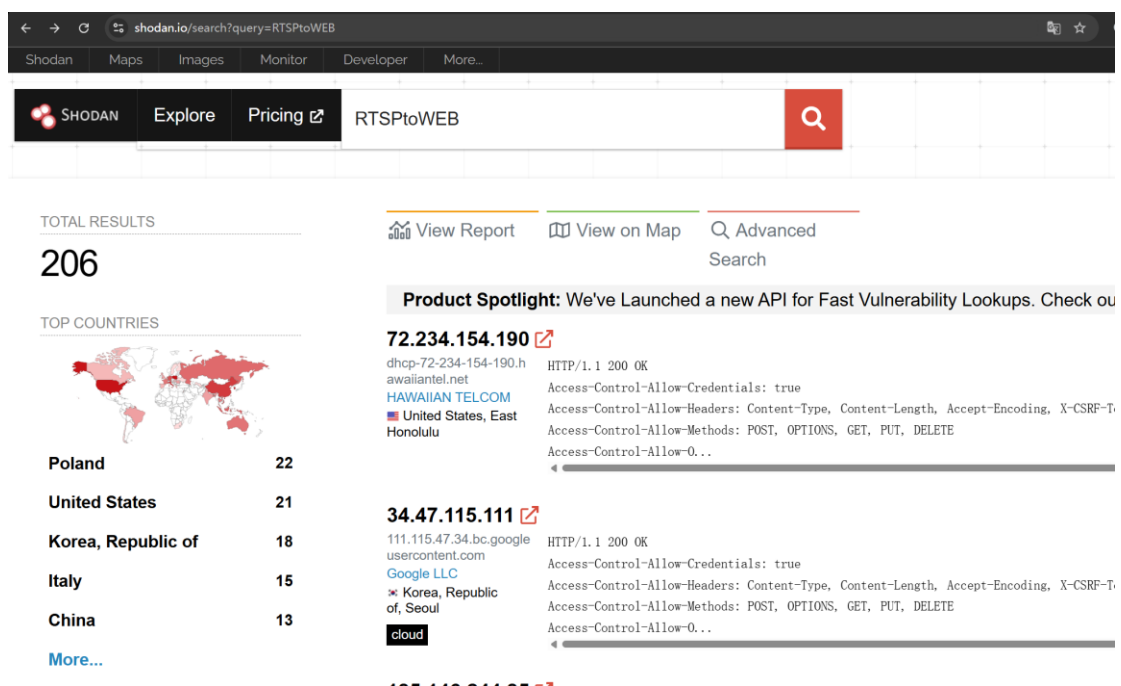 shodan.io/search?query=RTSPtoWEB
Shodan Maps Images Monitor Developer More...
SHODAN Explore Pricing RTSPtoWEB
TOTAL RESULTS
206
TOP COUNTRIES
Poland 22
United States 21
Korea, Republic of 18
Italy 15
China 13
More...
View Report View on Map Advanced
Search
Product Spotlight: We've Launched a new API for Fast Vulnerability Lookups. Check ou
72.234.154.190
dhcp-72-234-154-190.h
awaiiantel.net
HAWAIIAN TELCOM
United States, East
Honolulu
HTTP/1.1 200 OK
Access-Control-Allow-Credentials: true
Access-Control-Allow-Headers: Content-Type, Content-Length, Accept-Encoding, X-CSRF-T
Access-Control-Allow-Methods: POST, OPTIONS, GET, PUT, DELETE
Access-Control-Allow-O...
34.47.115.111
111.115.47.34.bc.google
usercontent.com
Google LLC
Korea, Republic
of, Seoul
cloud
HTTP/1.1 200 OK
Access-Control-Allow-Credentials: true
Access-Control-Allow-Headers: Content-Type, Content-Length, Accept-Encoding, X-CSRF-T
Access-Control-Allow-Methods: POST, OPTIONS, GET, PUT, DELETE
Access-Control-Allow-O...